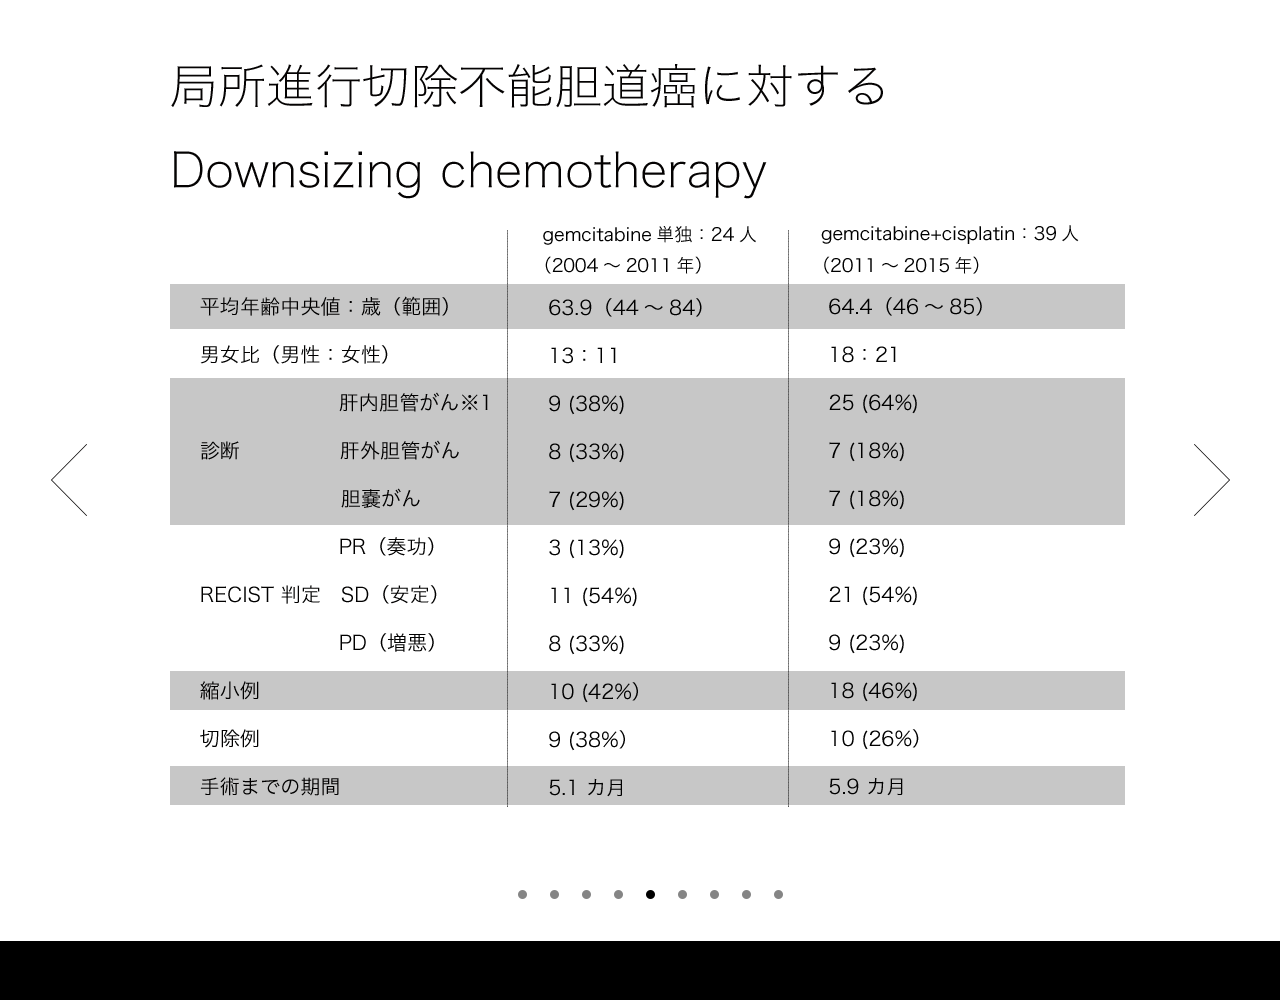 局所進行切除不能胆道癌に対する
Downsizing chemotherapy
gemcitabine 単独：24 人 gemcitabine+cisplatin：39 人
（2004 〜 2011 年） （2011 〜 2015 年）
平均年齢中央値：歳（範囲） 63.9（44 〜 84） 64.4（46 〜 85）
男女比（男性：女性） 13：11 18：21
肝内胆管がん※1 9 (38%) 25 (64%)
診断 肝外胆管がん 8 (33%) 7 (18%)
胆嚢がん 7 (29%) 7 (18%)
PR（奏功） 3 (13%) 9 (23%)
RECIST 判定 SD（安定） 11 (54%) 21 (54%)
PD（増悪） 8 (33%) 9 (23%)
縮小例 10 (42%） 18 (46%)
切除例 9 (38%） 10 (26%）
手術までの期間 5.1 カ月 5.9 カ月